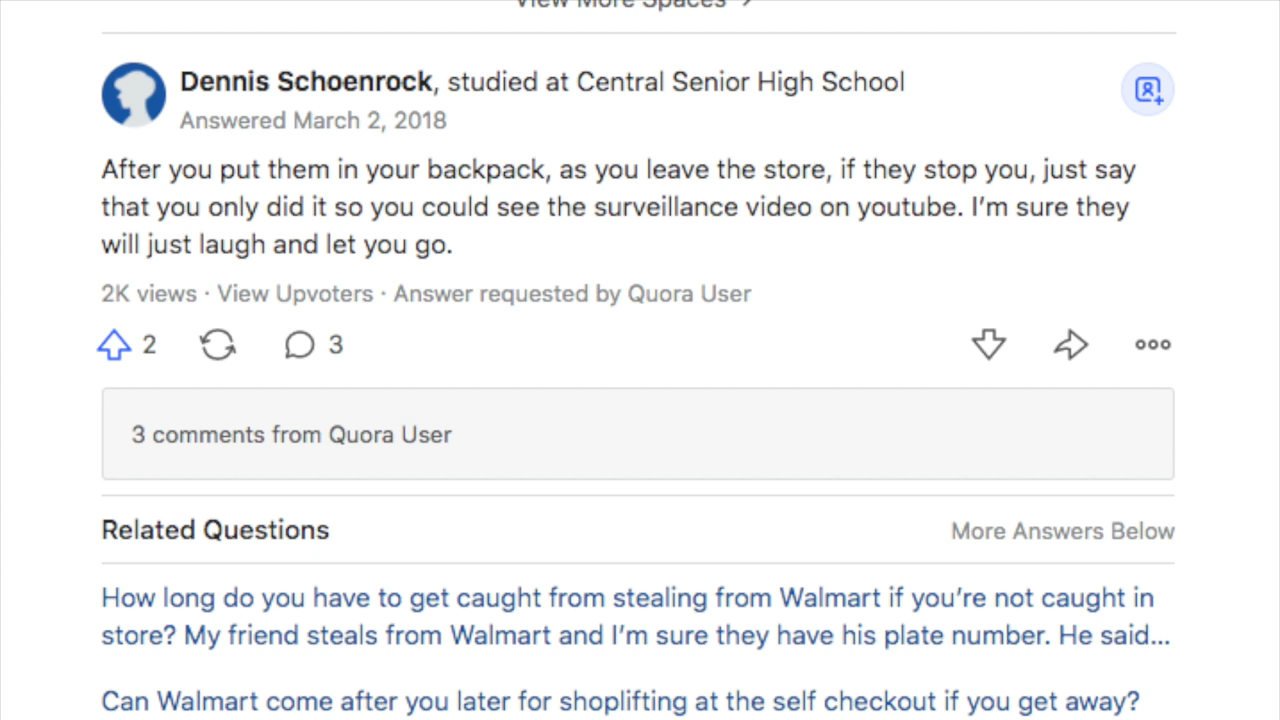 View More Spaces
Dennis Schoenrock, studied at Central Senior High School
Answered March 2, 2018
After you put them in your backpack, as you leave the store, if they stop you, just say
that you only did it so you could see the surveillance video on youtube. I’m sure they
will just laugh and let you go.
2K views · View Upvoters · Answer requested by Quora User
2 3
3 comments from Quora User
Related Questions More Answers Below
How long do you have to get caught from stealing from Walmart if you’re not caught in
store? My friend steals from Walmart and I’m sure they have his plate number. He said...
Can Walmart come after you later for shoplifting at the self checkout if you get away?